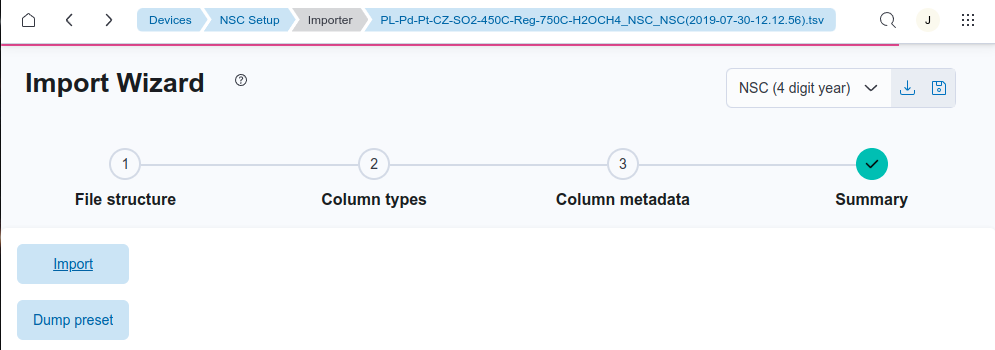 Devices NSC Setup Importer PL-Pd-Pt-CZ-SO2-450C-Reg-750C-H2OCH4_NSC_NSC(2019-07-30-12.12.56).tsv J
Import Wizard ?
NSC (4 digit year)
1 2 3
File structure Column types Column metadata Summary
Import
Dump preset